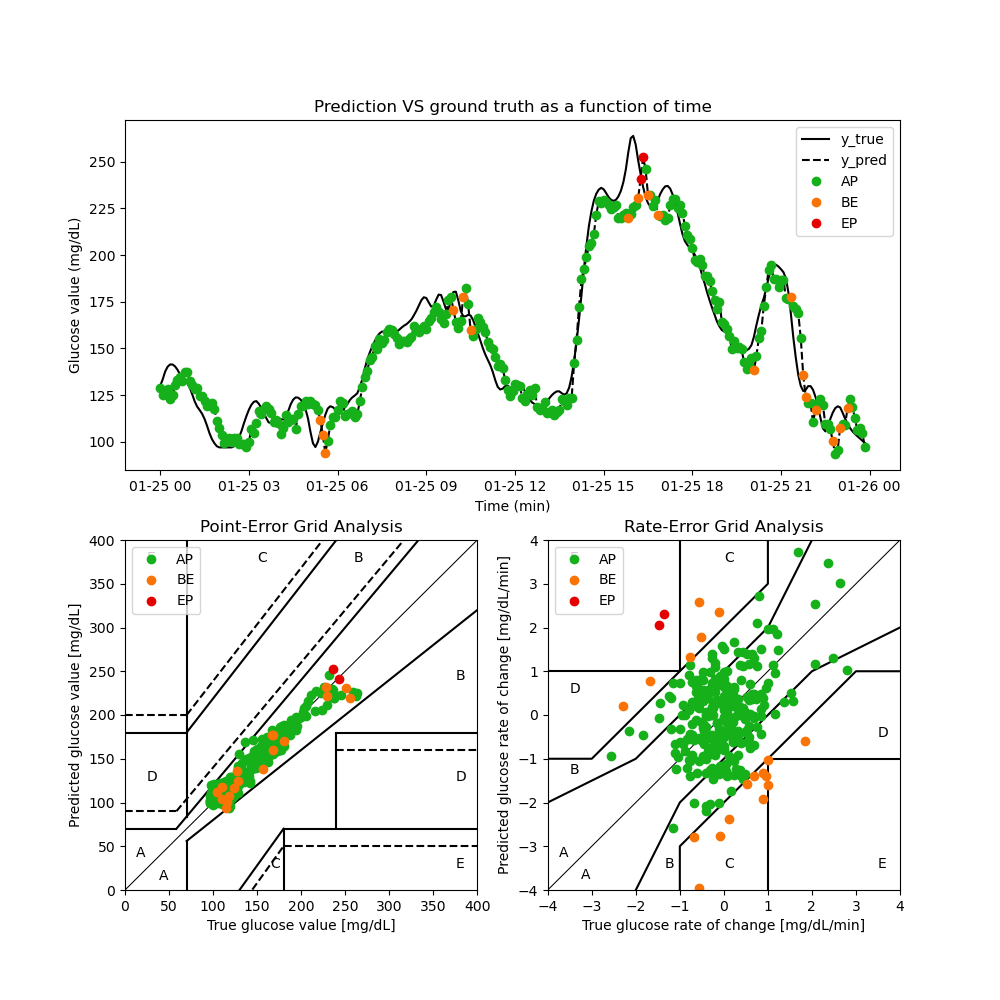 Prediction VS ground truth as a function of time
Glucose value (mg/dL)
250
225
200
175
150
125
100
y_true
y_pred
AP
BE
EP
01-25 00
01-25 03
01-25 06
01-25 09
01-25 12
01-25 15
01-25 18
01-25 21
01-26 00
Time (min)
Point-Error Grid Analysis
Predicted glucose value [mg/dL]
400
350
300
250
200
150
100
50
0
AP
BE
EP
C
B
B
D
D
A
A
C
E
0
50
100
150
200
250
300
350
400
True glucose value [mg/dL]
Rate-Error Grid Analysis
Predicted glucose rate of change [mg/dL/min]
4
3
2
1
0
−1
−2
−3
−4
AP
BE
EP
C
D
D
B
A
A
B
C
E
−4
−3
−2
−1
0
1
2
3
4
True glucose rate of change [mg/dL/min]